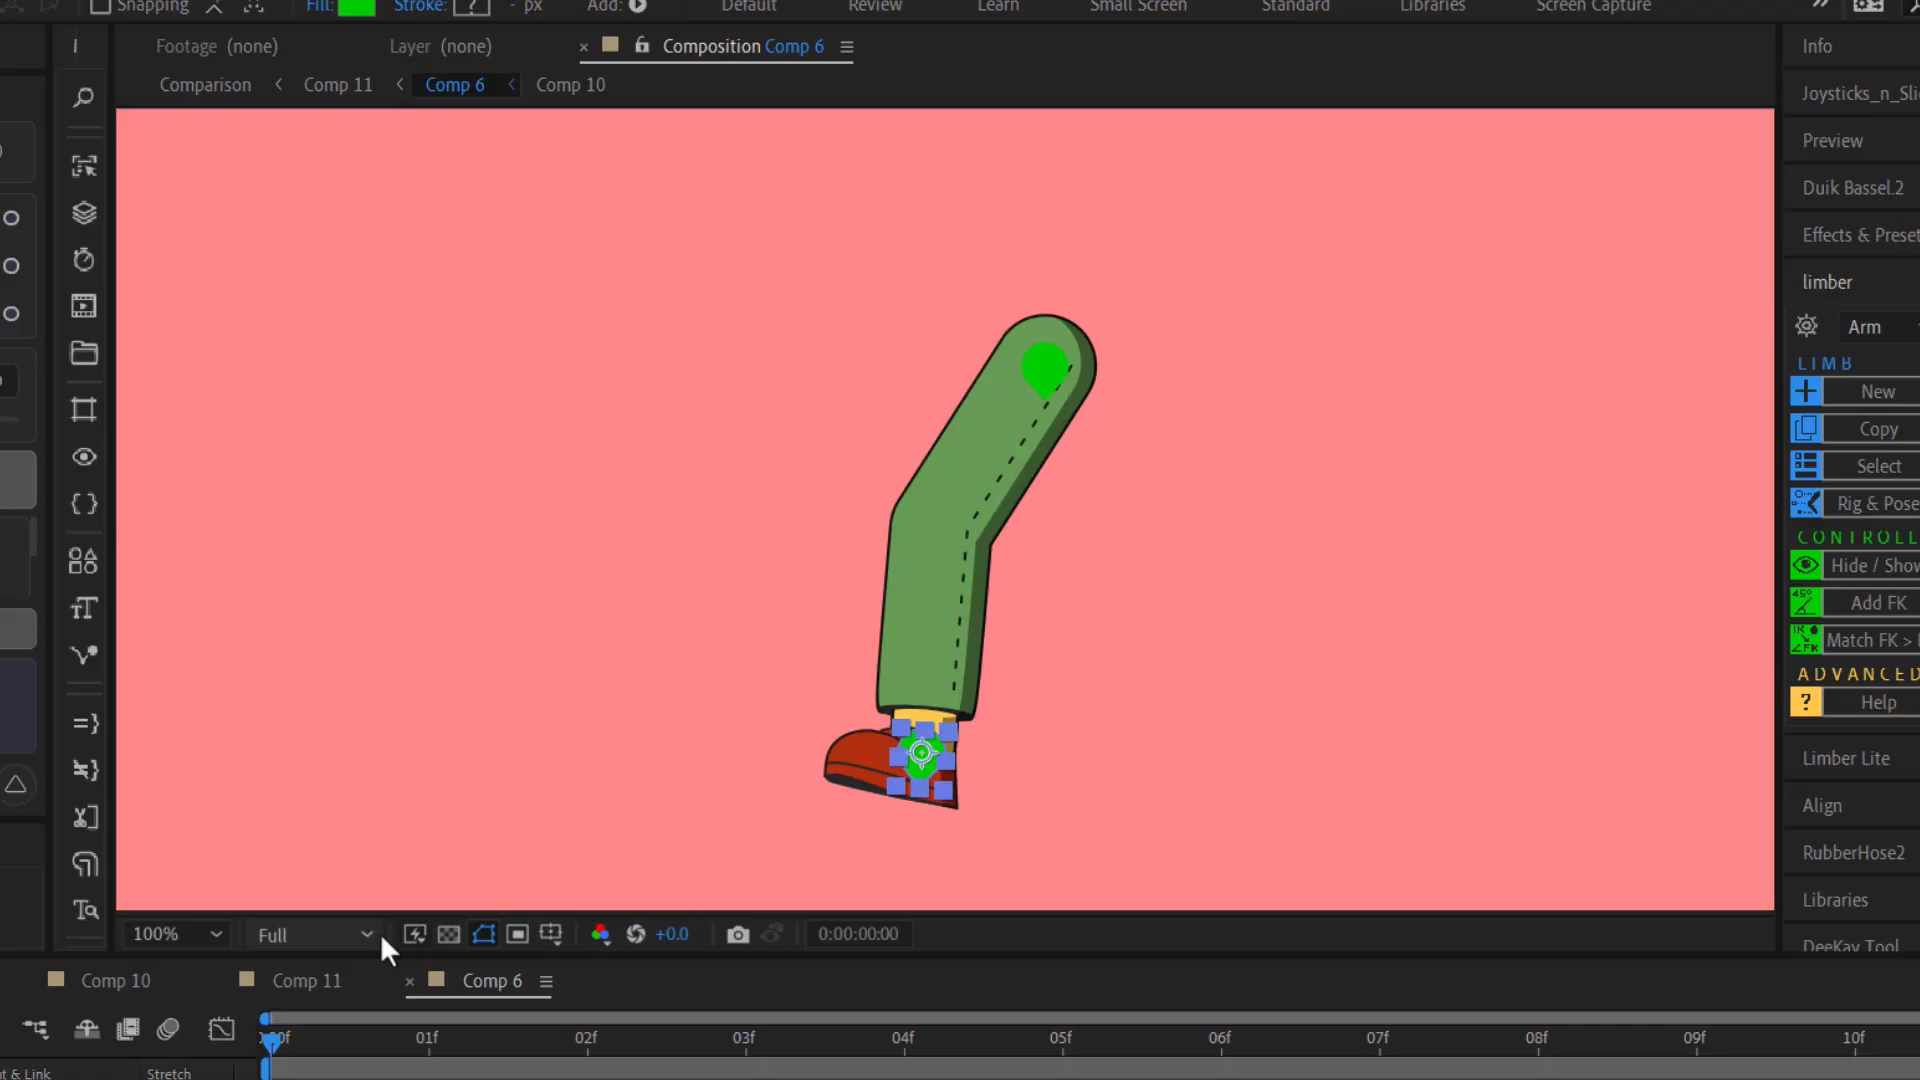 Snapping
Fill:
Stroke:
?
- px
Add:
Default
Review
Learn
Small Screen
Standard
Libraries
Screen Capture
Footage (none)
Layer (none)
Composition Comp 6
Comparison
Comp 11
Comp 6
Comp 10
Info
Joysticks_n_Sli
Preview
Duik Bassel.2
Effects & Preset
limber
Arm
LIMB
New
Copy
Select
Rig & Pose
CONTROLL
Hide / Show
45°
Add FK
Match FK >
ADVANCED
?
Help
Limber Lite
Align
RubberHose2
Libraries
DeeKay Tool
100%
Full
+0.0
0:00:00:00
Comp 10
Comp 11
Comp 6
01f
02f
03f
04f
05f
06f
07f
08f
09f
10f
nt & Link
Stretch